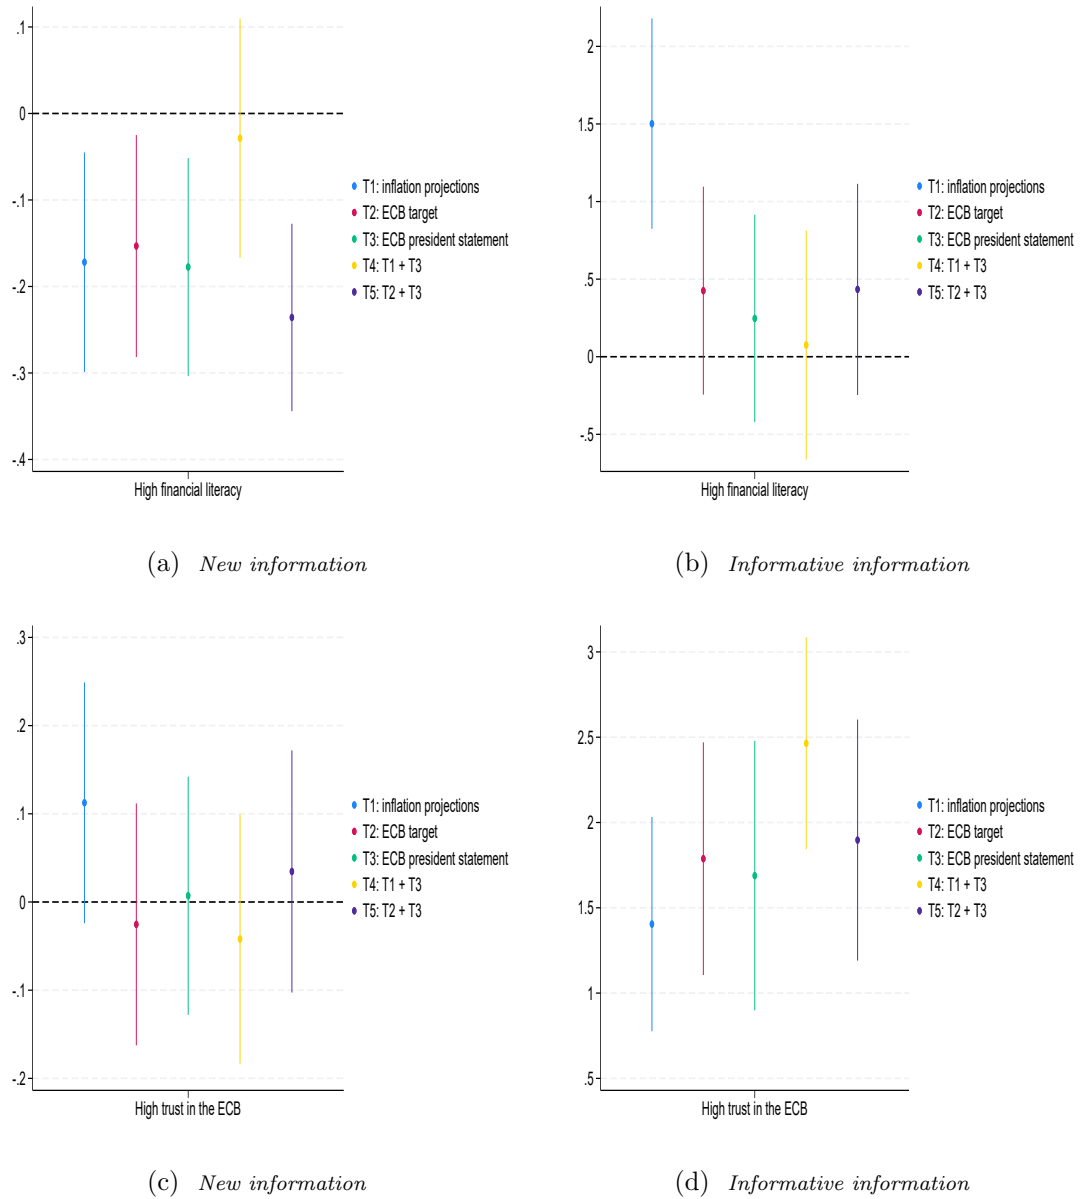 .1
0
-.1
-.2
-.3
-.4
High financial literacy
T1: inflation projections
T2: ECB target
T3: ECB president statement
T4: T1 + T3
T5: T2 + T3
(a) New information
2
1.5
1
.5
0
-.5
High financial literacy
T1: inflation projections
T2: ECB target
T3: ECB president statement
T4: T1 + T3
T5: T2 + T3
(b) Informative information
.3
.2
.1
0
-.1
-.2
High trust in the ECB
T1: inflation projections
T2: ECB target
T3: ECB president statement
T4: T1 + T3
T5: T2 + T3
(c) New information
3
2.5
2
1.5
1
.5
High trust in the ECB
T1: inflation projections
T2: ECB target
T3: ECB president statement
T4: T1 + T3
T5: T2 + T3
(d) Informative information